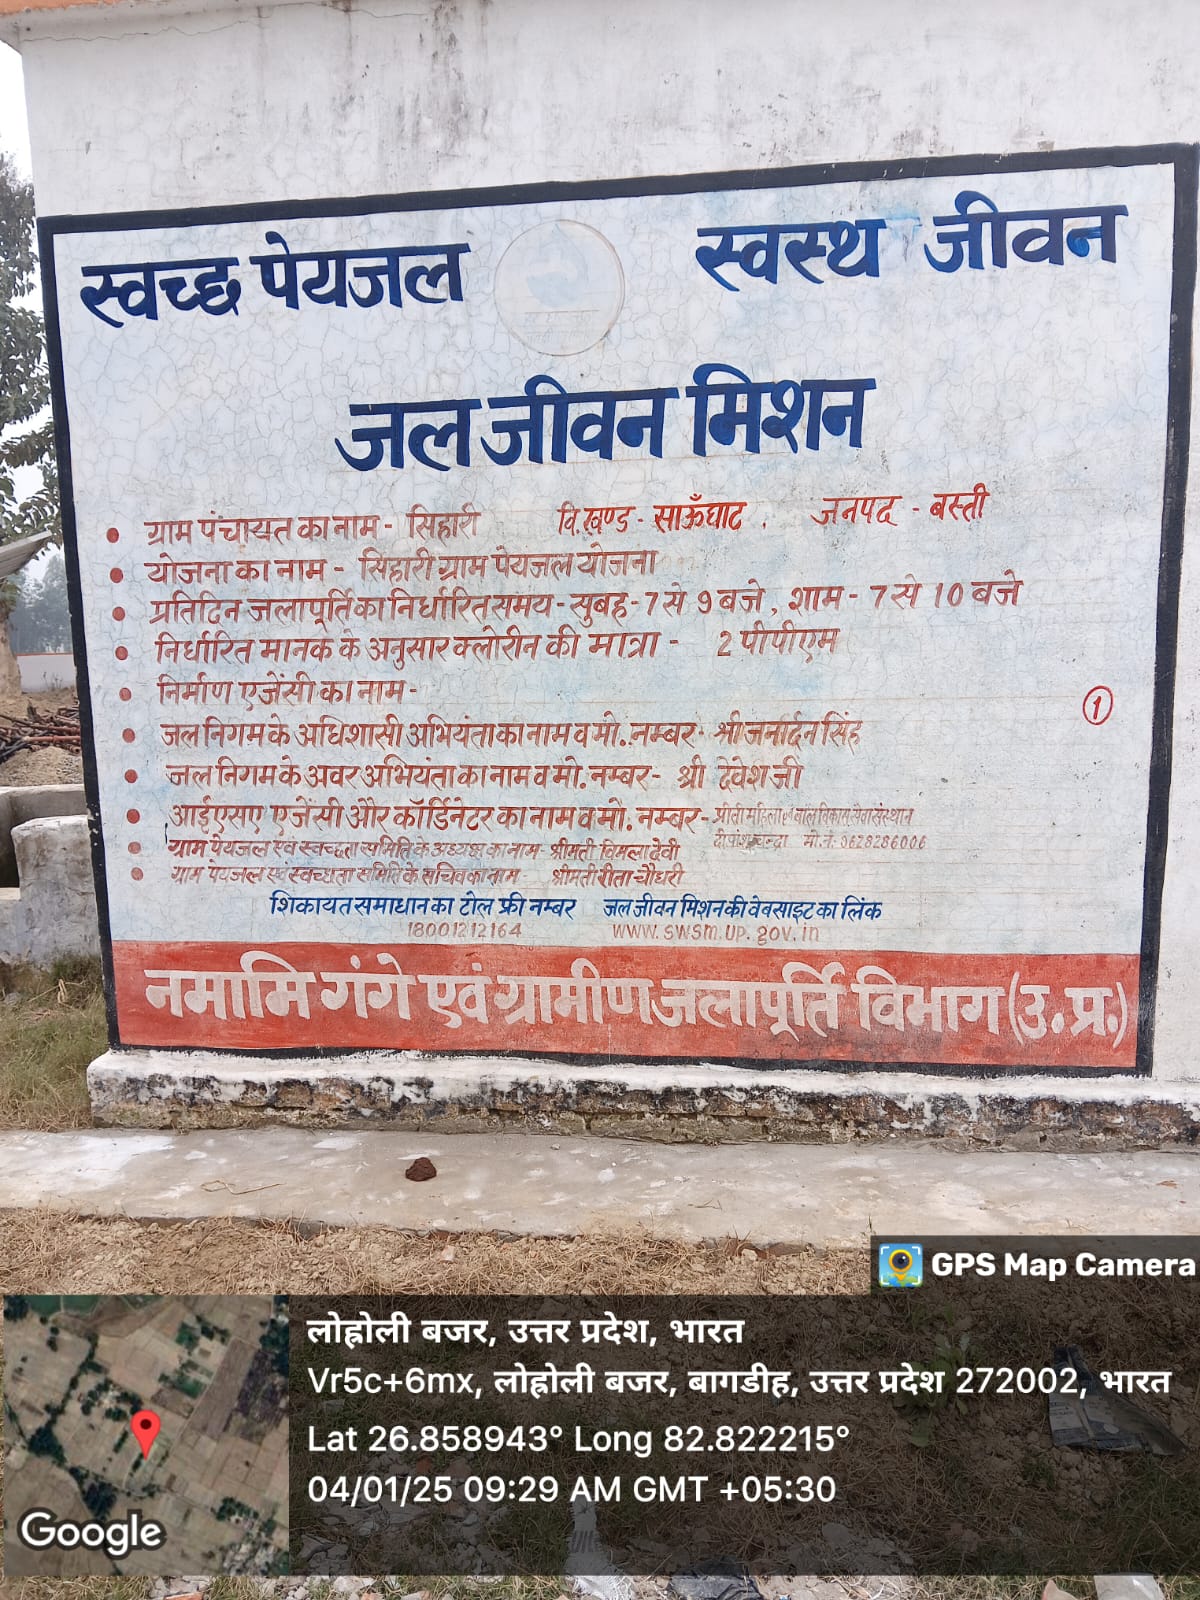 स्वच्छ पेयजल स्वस्थ जीवन
जल जीवन मिशन
• ग्राम पंचायत का नाम - सिहारी वि.खण्ड - साऊँघाट , जनपद - बस्ती
• योजना का नाम - सिहारी ग्राम पेयजल योजना
• प्रतिदिन जलापूर्ति का निर्धारित समय - सुबह - 7 से 9 बजे , शाम - 7 से 10 बजे
• निर्धारित मानक के अनुसार क्लोरीन की मात्रा - 2 पीपीएम
• निर्माण एजेंसी का नाम -
1
• जल निगम के अधिशासी अभियंता का नाम व मो. नम्बर - श्री जनार्दन सिंह
• जल निगम के अवर अभियंता का नाम व मो. नम्बर - श्री देवेश जी
• आईएसए एजेंसी और कॉर्डिनेटर का नाम व मो. नम्बर - प्रीती महिला बाल विकास सेवा संस्थान
चन्दा मो.नं. 9628286006
• ग्राम पेयजल एवं स्वच्छता समिति के अध्यक्ष का नाम श्रीमती विमला देवी
• ग्राम पेयजल एवं स्वच्छता समिति के सचिव का नाम - श्रीमती रीता चौधरी
शिकायत समाधान का टोल फ्री नम्बर जल जीवन मिशन की वेबसाइट का लिंक
18001212164 www.swsm.up.gov.in
नमामि गंगे एवं ग्रामीण जलापूर्ति विभाग (उ.प्र.)
GPS Map Camera
लोह्रोली बजर, उत्तर प्रदेश, भारत
Vr5c+6mx, लोह्रोली बजर, बागडीह, उत्तर प्रदेश 272002, भारत
Lat 26.858943° Long 82.822215°
04/01/25 09:29 AM GMT +05:30
Google